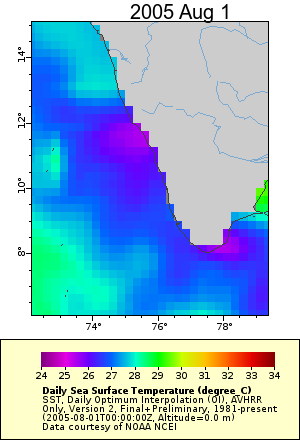 2005 Aug 1
14°
12°
10°
8°
74° 76° 78°
24 25 26 27 28 29 30 31 32 33 34
Daily Sea Surface Temperature (degree_C)
SST, Daily Optimum Interpolation (OI), AVHRR
Only, Version 2, Final+Preliminary, 1981-present
(2005-08-01T00:00:00Z, Altitude=0.0 m)
Data courtesy of NOAA NCEI